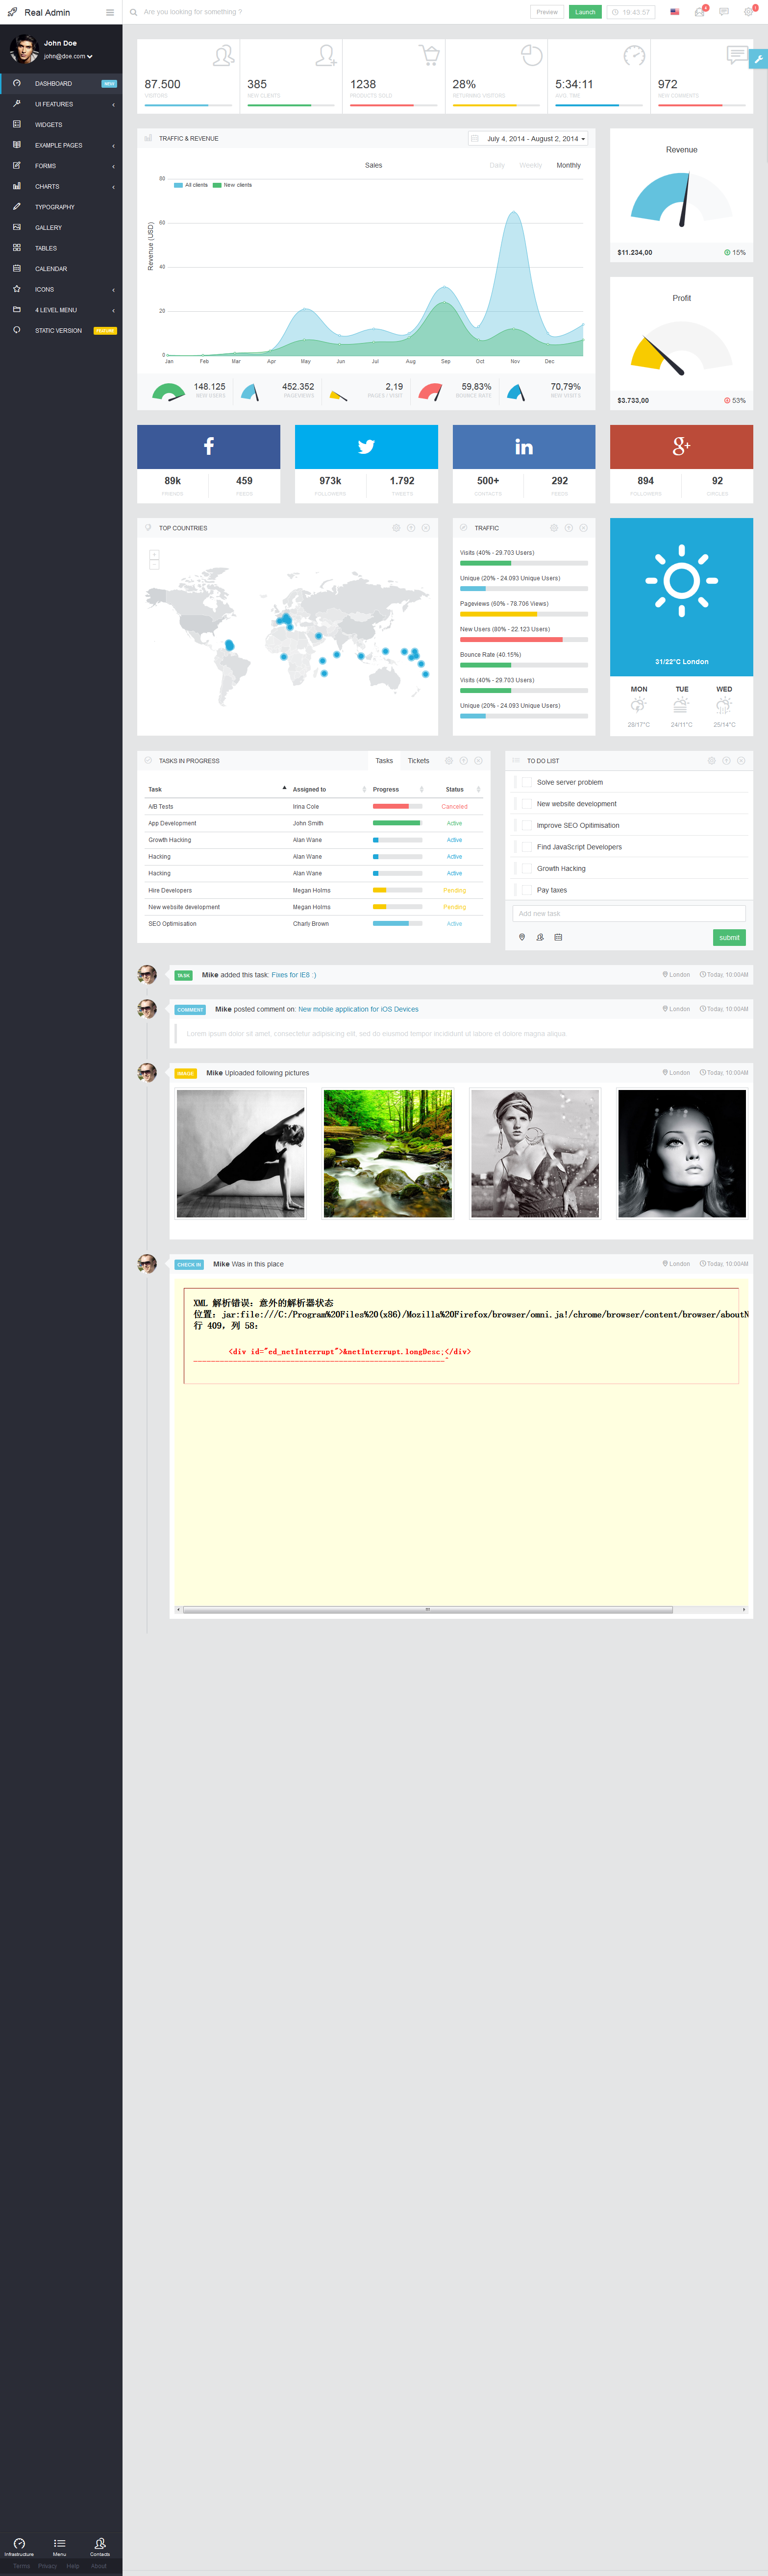 Real Admin
Are you looking for something ?
Preview
Launch
19:43:57
John Doe
john@doe.com
DASHBOARD
NEW
UI FEATURES
WIDGETS
EXAMPLE PAGES
FORMS
CHARTS
TYPOGRAPHY
GALLERY
TABLES
CALENDAR
ICONS
4 LEVEL MENU
STATIC VERSION
87.500
VISITORS
385
NEW CLIENTS
1238
PRODUCTS SOLD
28%
RETURNING VISITORS
5:34:11
AVG. TIME
972
NEW COMMENTS
TRAFFIC & REVENUE
July 4, 2014 - August 2, 2014
Sales
Daily Weekly Monthly
All clients New clients
Revenue (USD)
80
60
40
20
0
Jan Feb Mar Apr May Jun Jul Aug Sep Oct Nov Dec
148.125
NEW USERS
452.352
PAGEVIEWS
2,19
PAGES / VISIT
59,83%
BOUNCE RATE
70,79%
NEW VISITS
Revenue
$11.234,00 15%
Profit
$3.733,00 53%
89k
FRIENDS
459
FEEDS
973k
FOLLOWERS
1.792
TWEETS
500+
CONTACTS
292
FEEDS
894
FOLLOWERS
92
CIRCLES
TOP COUNTRIES
+
-
TRAFFIC
Visits (40% - 29.703 Users)
Unique (20% - 24.093 Unique Users)
Pageviews (60% - 78.706 Views)
New Users (80% - 22.123 Users)
Bounce Rate (40.15%)
Visits (40% - 29.703 Users)
Unique (20% - 24.093 Unique Users)
31/22°C London
MON TUE WED
28/17°C 24/11°C 25/14°C
TASKS IN PROGRESS
Tasks Tickets
Task Assigned to Progress Status
A/B Tests Irina Cole Canceled
App Development John Smith Active
Growth Hacking Alan Wane Active
Hacking Alan Wane Active
Hacking Alan Wane Active
Hire Developers Megan Holms Pending
New website development Megan Holms Pending
SEO Optimisation Charly Brown Active
TO DO LIST
Solve server problem
New website development
Improve SEO Opitimisation
Find JavaScript Developers
Growth Hacking
Pay taxes
Add new task
submit
TASK Mike added this task: Fixes for IE8 :) London Today, 10:00AM
COMMENT Mike posted comment on: New mobile application for iOS Devices London Today, 10:00AM
Lorem ipsum dolor sit amet, consectetur adipisicing elit, sed do eiusmod tempor incididunt ut labore et dolore magna aliqua.
IMAGE Mike Uploaded following pictures London Today, 10:00AM
CHECK IN Mike Was in this place London Today, 10:00AM
XML 解析错误：意外的解析器状态
位置：jar:file:///C:/Program%20Files%20(x86)/Mozilla%20Firefox/browser/omni.ja!/chrome/browser/content/browser/aboutN
行 409，列 58：
<div id="ed_netInterrupt">&netInterrupt.longDesc;</div>
Infrastructure Menu Contacts
Terms Privacy Help About